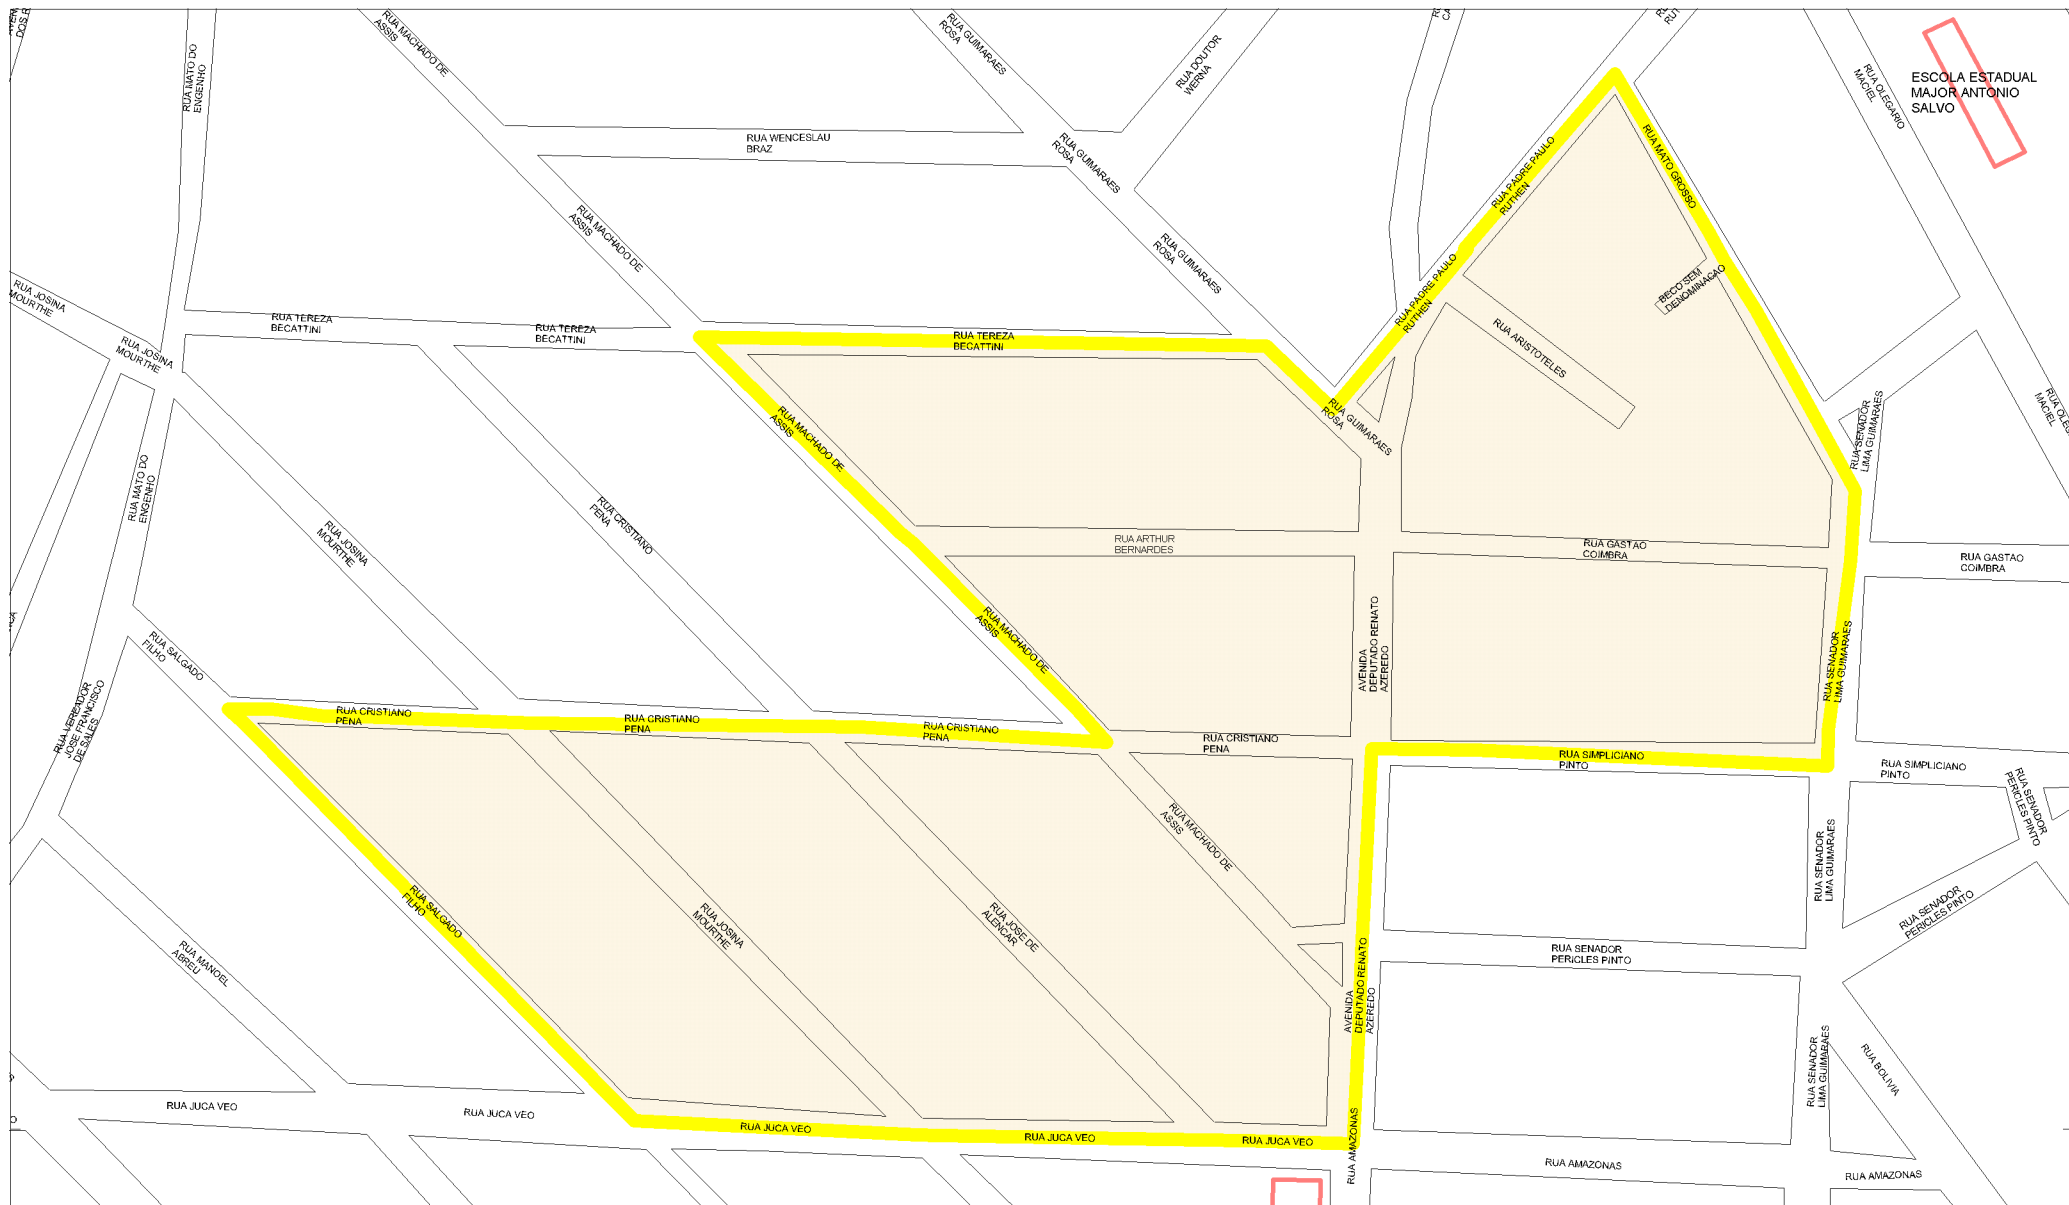 RUA MATO DO
ENGENHO
RUA MACHADO DE
ASSIS
RUA GUIMARAES
ROSA
RUA DOUTOR
WERNA
RUA OLEGARIO
MACIEL
ESCOLA ESTADUAL
MAJOR ANTONIO
SALVO
RUA WENCESLAU
BRAZ
RUA GUIMARAES
ROSA
RUA PADRE PAULO
RUTHEN
RUA MATO GROSSO
RUA MACHADO DE
ASSIS
RUA GUIMARAES
ROSA
RUA JOSINA
MOURTHE
RUA PADRE PAULO
RUTHEN
BECO SEM
DENOMINACAO
RUA TEREZA
BECATTINI
RUA TEREZA
BECATTINI
RUA TEREZA
BECATTINI
RUA JOSINA
MOURTHE
RUA ARISTOTELES
RUA GUIMARAES
ROSA
RUA MACHADO DE
ASSIS
RUA SENADOR
LIMA GUIMARAES
MACIEL
RUA MATO DO
ENGENHO
RUA JOSINA
MOURTHE
RUA CRISTIANO
PENA
RUA ARTHUR
BERNARDES
RUA GASTAO
COIMBRA
RUA GASTAO
COIMBRA
RUA MACHADO DE
ASSIS
AVENIDA
DEPUTADO RENATO
AZEREDO
RUA SENADOR
LIMA GUIMARAES
RUA SALGADO
FILHO
RUA VEREADOR
JOSE FRANCISCO
DE SALES
RUA CRISTIANO
PENA
RUA CRISTIANO
PENA
RUA CRISTIANO
PENA
RUA CRISTIANO
PENA
RUA SIMPLICIANO
PINTO
RUA SIMPLICIANO
PINTO
RUA SENADOR
PERICLES PINTO
RUA MACHADO DE
ASSIS
RUA SENADOR
LIMA GUIMARAES
RUA SALGADO
FILHO
RUA JOSINA
MOURTHE
RUA JOSE DE
ALENCAR
RUA SENADOR
PERICLES PINTO
RUA SENADOR
PERICLES PINTO
RUA MANOEL
ABREU
AVENIDA
DEPUTADO RENATO
AZEREDO
RUA SENADOR
LIMA GUIMARAES
RUA BOLIVIA
RUA JUCA VEO
RUA JUCA VEO
RUA JUCA VEO
RUA JUCA VEO
RUA JUCA VEO
RUA AMAZONAS
RUA AMAZONAS
RUA AMAZONAS